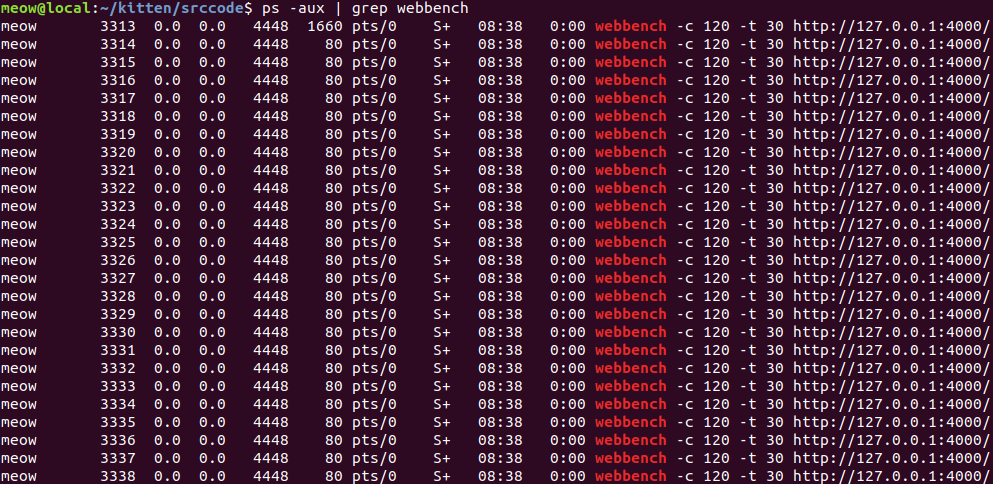 meow@local:~/kitten/srccode$ ps -aux | grep webbench
meow 3313 0.0 0.0 4448 1660 pts/0 S+ 08:38 0:00 webbench -c 120 -t 30 http://127.0.0.1:4000/
meow 3314 0.0 0.0 4448 80 pts/0 S+ 08:38 0:00 webbench -c 120 -t 30 http://127.0.0.1:4000/
meow 3315 0.0 0.0 4448 80 pts/0 S+ 08:38 0:00 webbench -c 120 -t 30 http://127.0.0.1:4000/
meow 3316 0.0 0.0 4448 80 pts/0 S+ 08:38 0:00 webbench -c 120 -t 30 http://127.0.0.1:4000/
meow 3317 0.0 0.0 4448 80 pts/0 S+ 08:38 0:00 webbench -c 120 -t 30 http://127.0.0.1:4000/
meow 3318 0.0 0.0 4448 80 pts/0 S+ 08:38 0:00 webbench -c 120 -t 30 http://127.0.0.1:4000/
meow 3319 0.0 0.0 4448 80 pts/0 S+ 08:38 0:00 webbench -c 120 -t 30 http://127.0.0.1:4000/
meow 3320 0.0 0.0 4448 80 pts/0 S+ 08:38 0:00 webbench -c 120 -t 30 http://127.0.0.1:4000/
meow 3321 0.0 0.0 4448 80 pts/0 S+ 08:38 0:00 webbench -c 120 -t 30 http://127.0.0.1:4000/
meow 3322 0.0 0.0 4448 80 pts/0 S+ 08:38 0:00 webbench -c 120 -t 30 http://127.0.0.1:4000/
meow 3323 0.0 0.0 4448 80 pts/0 S+ 08:38 0:00 webbench -c 120 -t 30 http://127.0.0.1:4000/
meow 3324 0.0 0.0 4448 80 pts/0 S+ 08:38 0:00 webbench -c 120 -t 30 http://127.0.0.1:4000/
meow 3325 0.0 0.0 4448 80 pts/0 S+ 08:38 0:00 webbench -c 120 -t 30 http://127.0.0.1:4000/
meow 3326 0.0 0.0 4448 80 pts/0 S+ 08:38 0:00 webbench -c 120 -t 30 http://127.0.0.1:4000/
meow 3327 0.0 0.0 4448 80 pts/0 S+ 08:38 0:00 webbench -c 120 -t 30 http://127.0.0.1:4000/
meow 3328 0.0 0.0 4448 80 pts/0 S+ 08:38 0:00 webbench -c 120 -t 30 http://127.0.0.1:4000/
meow 3329 0.0 0.0 4448 80 pts/0 S+ 08:38 0:00 webbench -c 120 -t 30 http://127.0.0.1:4000/
meow 3330 0.0 0.0 4448 80 pts/0 S+ 08:38 0:00 webbench -c 120 -t 30 http://127.0.0.1:4000/
meow 3331 0.0 0.0 4448 80 pts/0 S+ 08:38 0:00 webbench -c 120 -t 30 http://127.0.0.1:4000/
meow 3332 0.0 0.0 4448 80 pts/0 S+ 08:38 0:00 webbench -c 120 -t 30 http://127.0.0.1:4000/
meow 3333 0.0 0.0 4448 80 pts/0 S+ 08:38 0:00 webbench -c 120 -t 30 http://127.0.0.1:4000/
meow 3334 0.0 0.0 4448 80 pts/0 S+ 08:38 0:00 webbench -c 120 -t 30 http://127.0.0.1:4000/
meow 3335 0.0 0.0 4448 80 pts/0 S+ 08:38 0:00 webbench -c 120 -t 30 http://127.0.0.1:4000/
meow 3336 0.0 0.0 4448 80 pts/0 S+ 08:38 0:00 webbench -c 120 -t 30 http://127.0.0.1:4000/
meow 3337 0.0 0.0 4448 80 pts/0 S+ 08:38 0:00 webbench -c 120 -t 30 http://127.0.0.1:4000/
meow 3338 0.0 0.0 4448 80 pts/0 S+ 08:38 0:00 webbench -c 120 -t 30 http://127.0.0.1:4000/